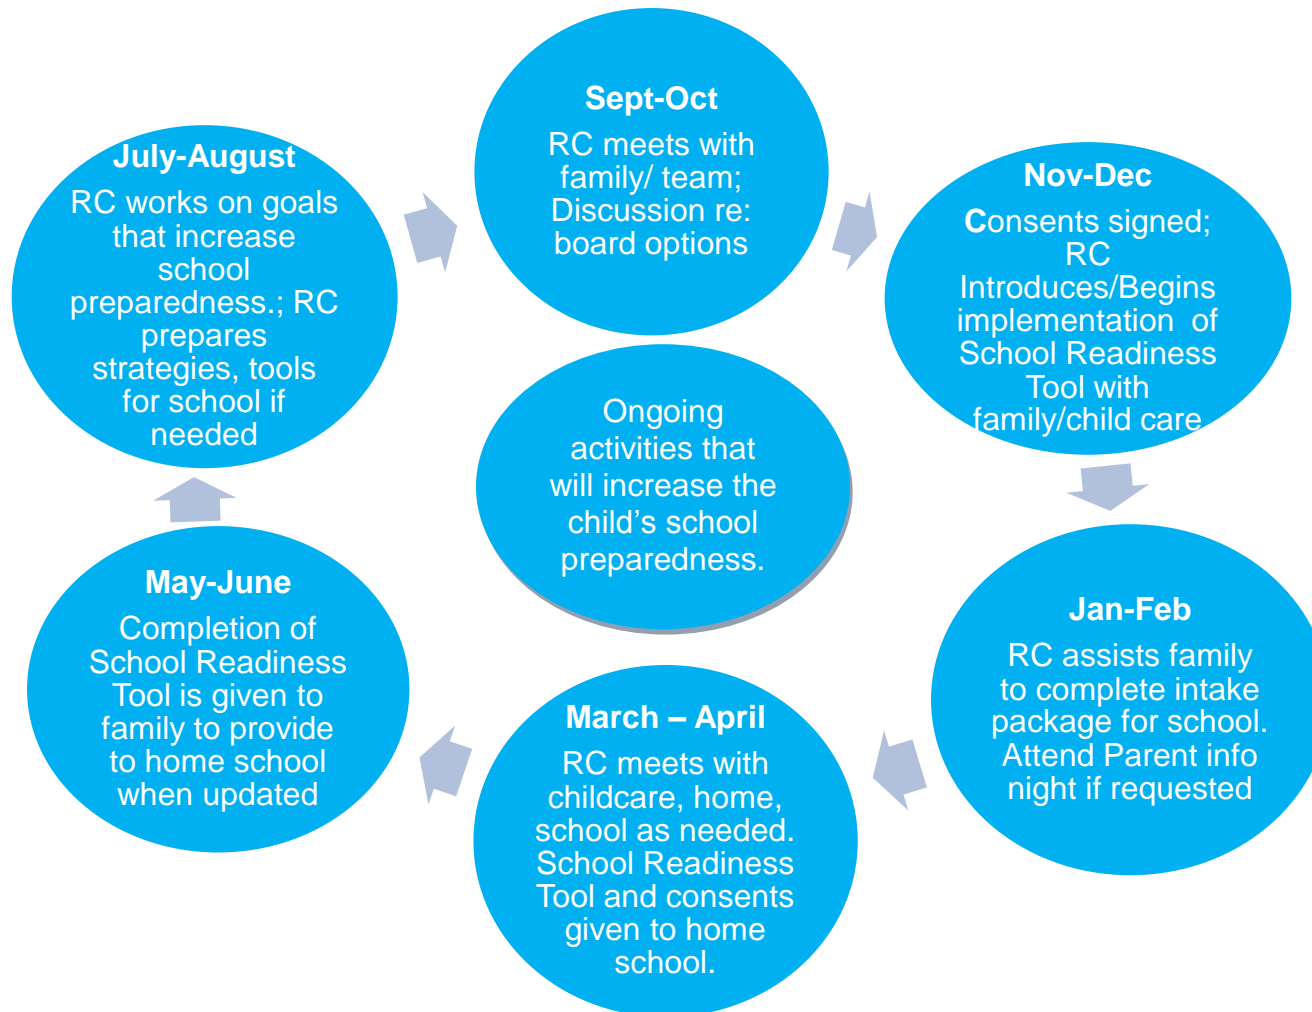 Sept-Oct
RC meets with
family/ team;
Discussion re:
board options
Nov-Dec
Consents signed;
RC
Introduces/Begins
implementation  of
School Readiness
Tool with
family/child care
Jan-Feb
RC assists family
to complete intake
package for school.
Attend Parent info
night if requested
March – April
RC meets with
childcare, home,
school as needed.
School Readiness
Tool and consents
given to home
school.
May-June
Completion of
School Readiness
Tool is given to
family to provide
to home school
when updated
July-August
RC works on goals
that increase
school
preparedness.; RC
prepares
strategies, tools
for school if
needed
Ongoing
activities that
will increase the
child’s school
preparedness.